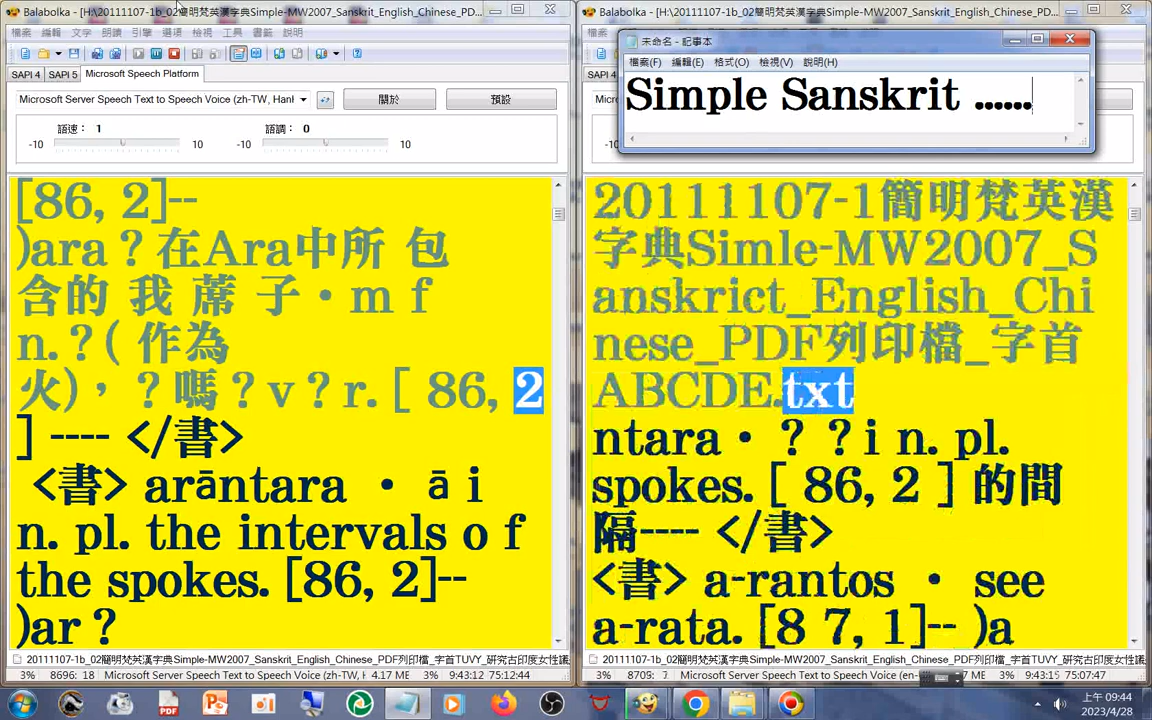 Balabolka - [H:\20111107-1b_02簡明梵英漢字典Simple-MW2007_Sanskrit_English_Chinese_PD...
檔案 編輯 文字 朗讀 引擎 選項 檢視 工具 書籤 說明
SAPI 4 SAPI 5 Microsoft Speech Platform
Microsoft Server Speech Text to Speech Voice (zh-TW, HanH
關於
預設
語速： 1
語調： 0
-10 10 -10 10
[86, 2]--
)ara ? 在Ara中所 包
含的 我 蓆 子・m f
n. ? ( 作為
火)， ? 嗎 ? v ? r. [ 86, 2
] ---- </書>
<書> arāntara ・ ā i
n. pl. the intervals o f
the spokes. [86, 2]--
)ar ?
20111107-1b_02簡明梵英漢字典Simple-MW2007_Sanskrit_English_Chinese_PDF列印檔_字首TUVY_研究古印度女性議
3% 8696: 18 Microsoft Server Speech Text to Speech Voice (zh-TW, H 4.17 MB 3% 9:43:12 75:12:44
Balabolka - [H:\20111107-1b_02簡明梵英漢字典Simple-MW2007_Sanskrit_English_Chinese_PDF...
檔案
SAPI 4
Micro
未命名 - 記事本
檔案(F) 編輯(E) 格式(O) 檢視(V) 說明(H)
Simple Sanskrit ......
-10 10 -10 10
20111107-1簡明梵英漢
字典Simle-MW2007_S
anskrict_English_Chi
nese_PDF列印檔_字首
ABCDE.txt
ntara・ ? ? i n. pl.
spokes. [ 86, 2 ] 的間
隔---- </書>
<書> a-rantos ・ see
a-rata. [8 7, 1]-- )a
20111107-1b_02簡明梵英漢字典Simple-MW2007_Sanskrit_English_Chinese_PDF列印檔_字首TUVY_研究古印度女性議
3% 8709: 7 Microsoft Server Speech Text to Speech Voice (zh-TW, H 3% 9:43:19 75:07:47
上午 09:44
2023/4/28